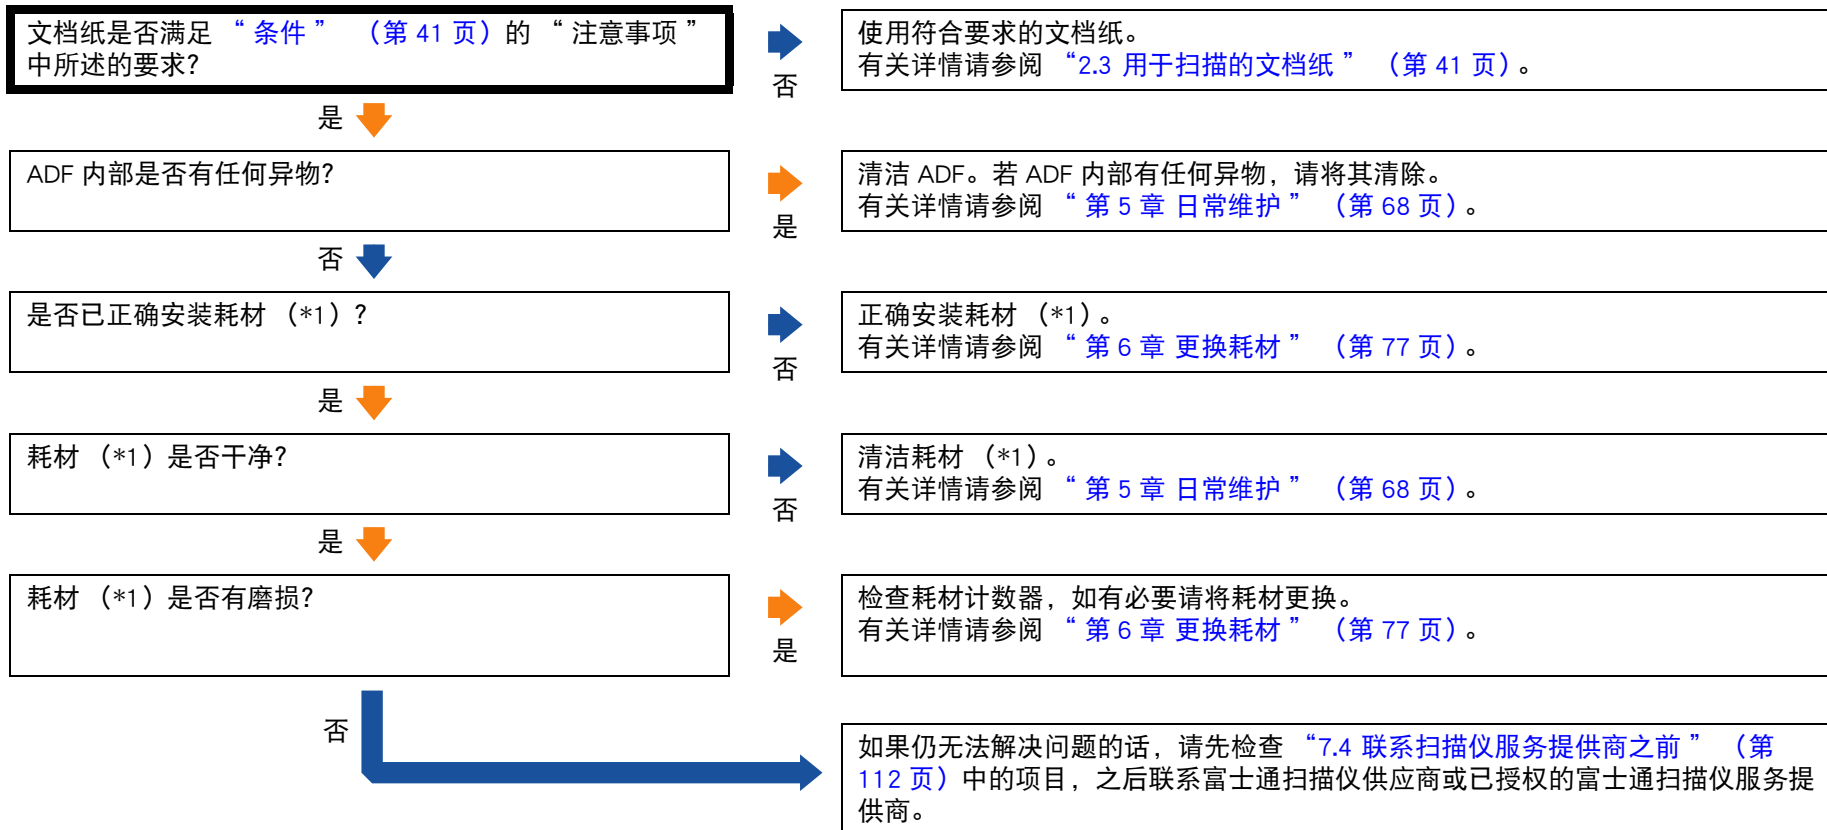 文档纸是否满足 “ 条件 ” （第 41 页）的 “ 注意事项 ”
中所述的要求?
否
使用符合要求的文档纸。
有关详情请参阅 “2.3 用于扫描的文档纸 ” （第 41 页）。
是
ADF 内部是否有任何异物?
是
清洁 ADF。若 ADF 内部有任何异物，请将其清除。
有关详情请参阅 “ 第 5 章 日常维护 ” （第 68 页）。
否
是否已正确安装耗材 （*1）?
否
正确安装耗材 （*1）。
有关详情请参阅 “ 第 6 章 更换耗材 ” （第 77 页）。
是
耗材 （*1）是否干净?
否
清洁耗材 （*1）。
有关详情请参阅 “ 第 5 章 日常维护 ” （第 68 页）。
是
耗材 （*1）是否有磨损?
是
检查耗材计数器，如有必要请将耗材更换。
有关详情请参阅 “ 第 6 章 更换耗材 ” （第 77 页）。
否
如果仍无法解决问题的话，请先检查 “7.4 联系扫描仪服务提供商之前 ” （第
112 页）中的项目，之后联系富士通扫描仪供应商或已授权的富士通扫描仪服务提
供商。